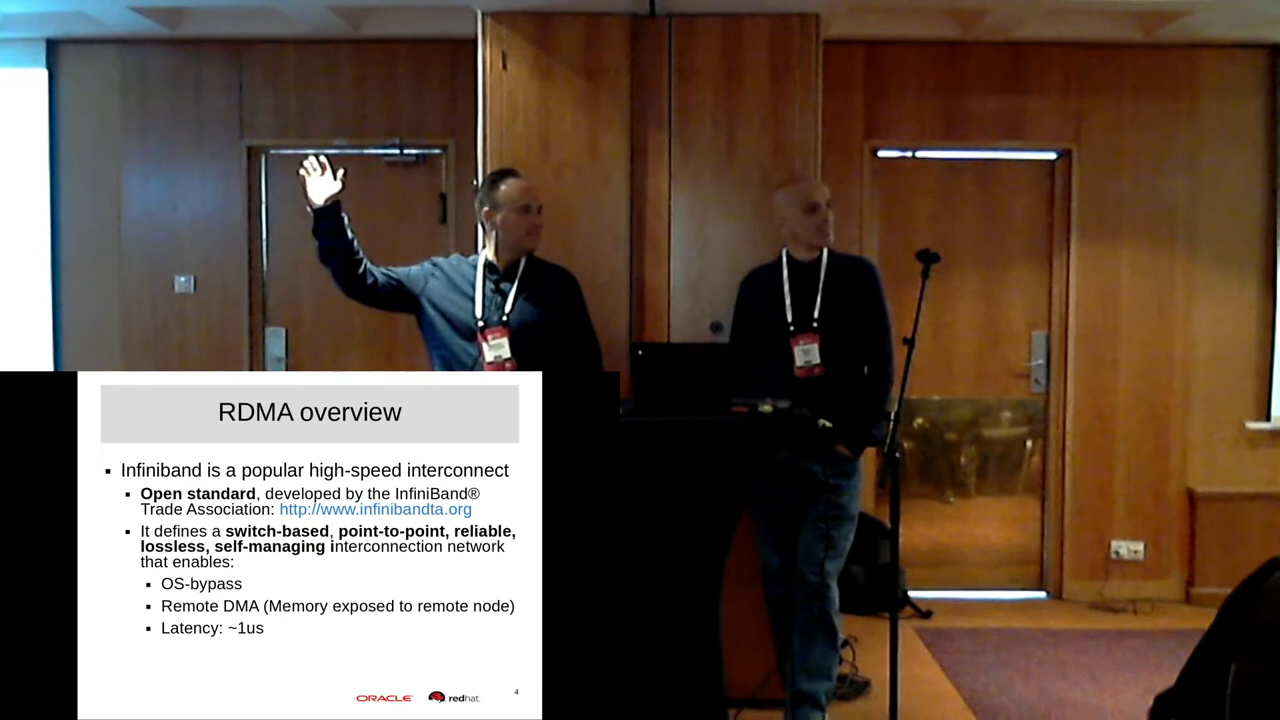 RDMA overview
Infiniband is a popular high-speed interconnect
Open standard, developed by the InfiniBand®
Trade Association: http://www.infinibandta.org
It defines a switch-based, point-to-point, reliable,
lossless, self-managing interconnection network
that enables:
OS-bypass
Remote DMA (Memory exposed to remote node)
Latency: ~1us
ORACLE redhat.
4